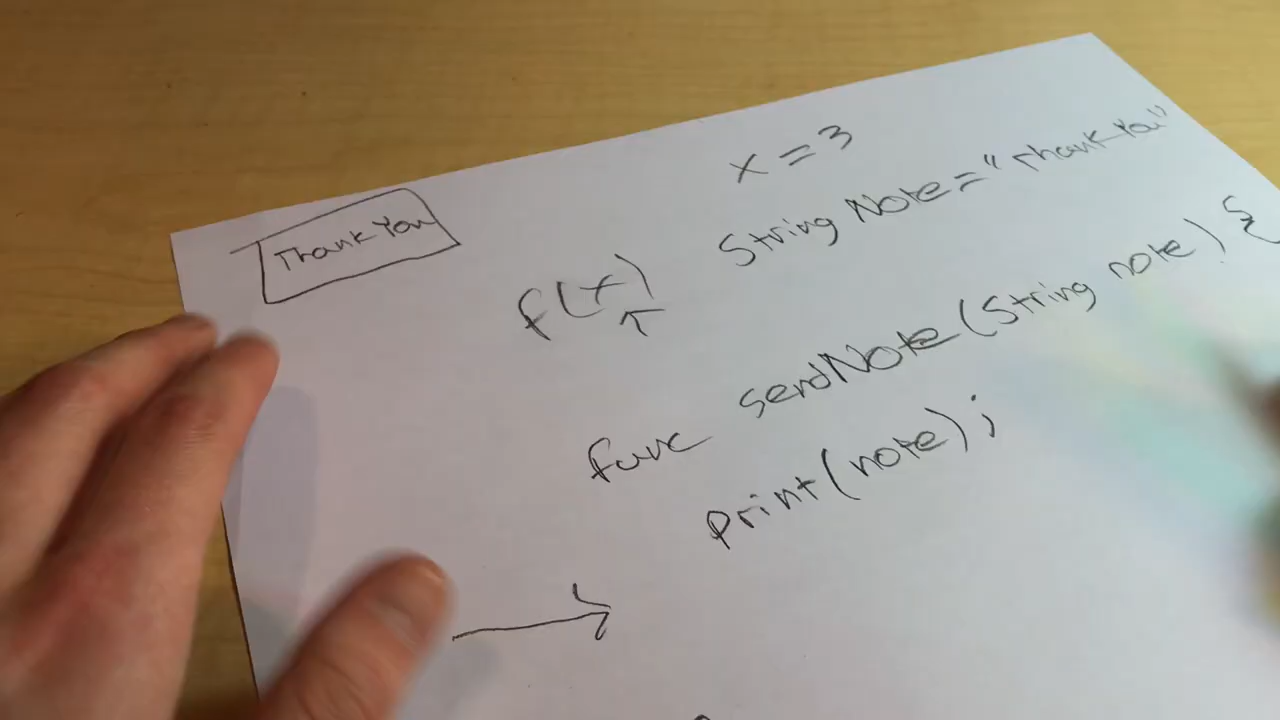 x = 3
String Note = "Thank You"
Thank You
f(x)
func sendNote(String note) {
print(note);